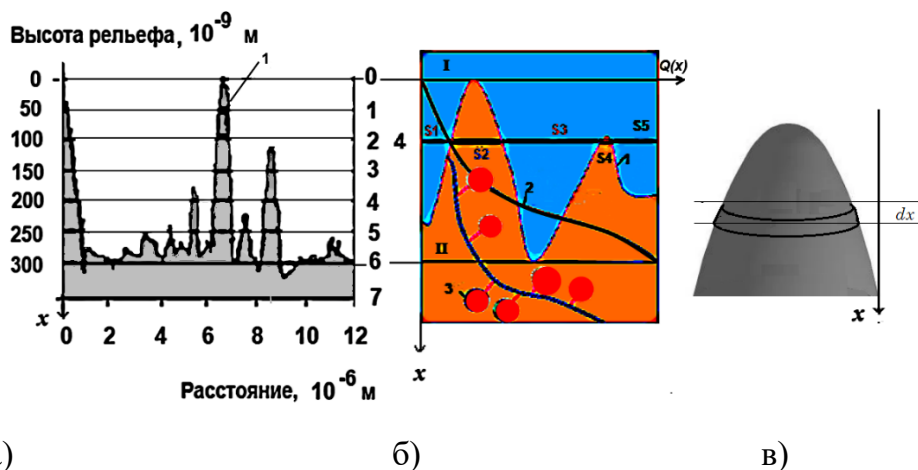 Высота рельефа, 10⁻⁹ м
1
0
50
100
150
200
250
300
x
0 2 4 6 8 10 12
Расстояние, 10⁻⁶ м
0
1
2
3
4
5
6
7
I
Q(x)
4
S1
S2
S3
S4
S5
1
2
II
3
x
dx
x
) б) в)